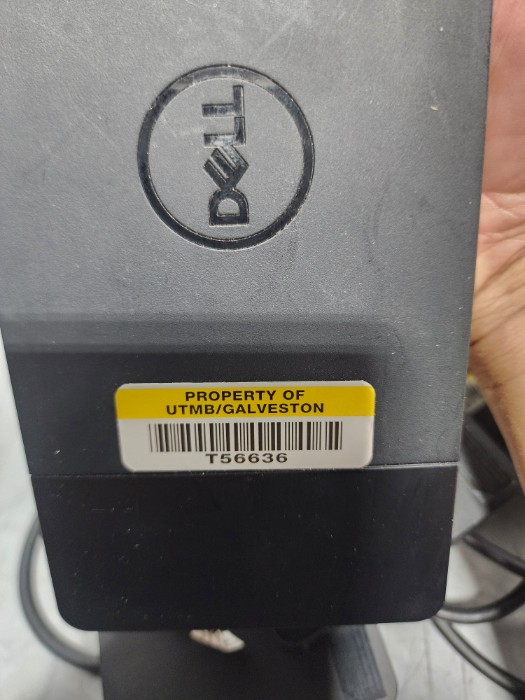 DELL
PROPERTY OF
UTMB/GALVESTON
T56636